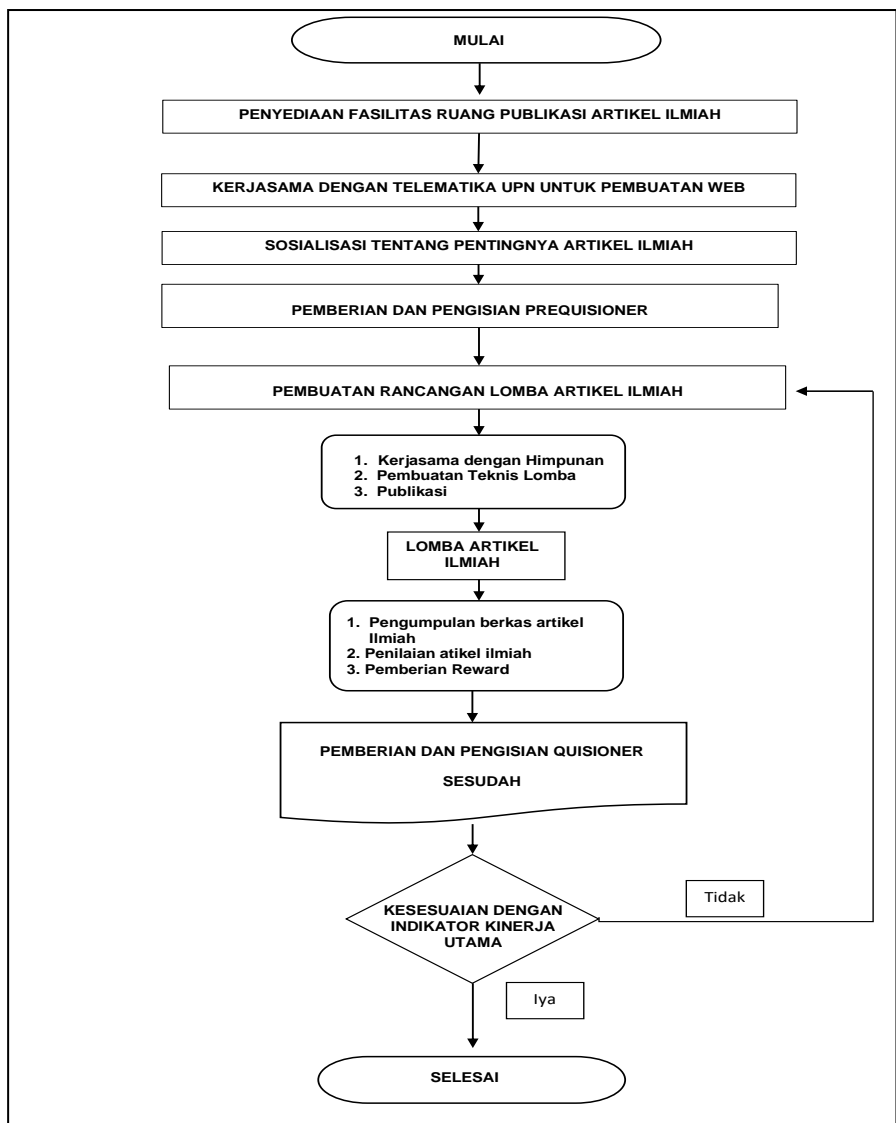 MULAI
PENYEDIAAN FASILITAS RUANG PUBLIKASI ARTIKEL ILMIAH
KERJASAMA DENGAN TELEMATIKA UPN UNTUK PEMBUATAN WEB
SOSIALISASI TENTANG PENTINGNYA ARTIKEL ILMIAH
PEMBERIAN DAN PENGISIAN PREQUISIONER
PEMBUATAN RANCANGAN LOMBA ARTIKEL ILMIAH
1. Kerjasama dengan Himpunan
2. Pembuatan Teknis Lomba
3. Publikasi
LOMBA ARTIKEL
ILMIAH
1. Pengumpulan berkas artikel
Ilmiah
2. Penilaian atikel ilmiah
3. Pemberian Reward
PEMBERIAN DAN PENGISIAN QUISIONER
SESUDAH
KESESUAIAN DENGAN
INDIKATOR KINERJA
UTAMA
Tidak
Iya
SELESAI